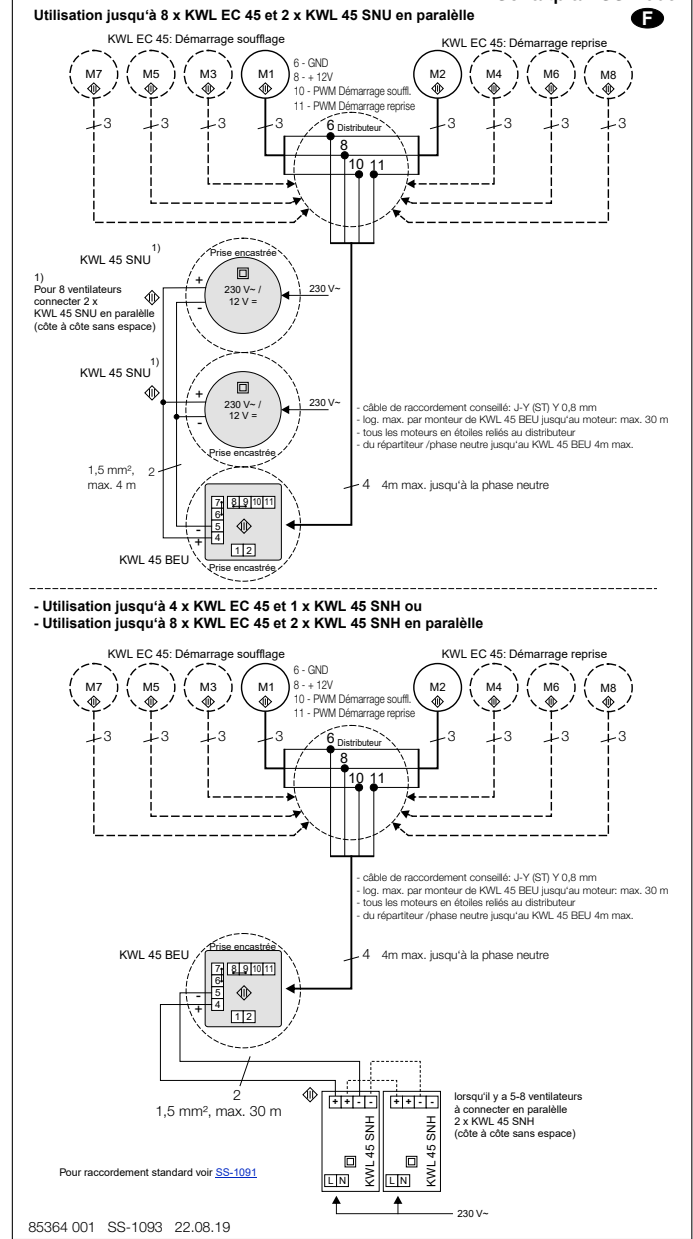 Utilisation jusqu'à 8 x KWL EC 45 et 2 x KWL 45 SNU en paralèlle
F
KWL EC 45: Démarrage soufflage
KWL EC 45: Démarrage reprise
M7
M5
M3
M1
6 - GND
8 - + 12V
10 - PWM Démarrage souffl.
11 - PWM Démarrage reprise
M2
M4
M6
M8
3
3
3
3
6 Distributeur
8
10 11
3
3
3
3
KWL 45 SNU 1)
Prise encastrée
1)
Pour 8 ventilateurs
connecter 2 x
KWL 45 SNU en paralèlle
(côte à côte sans espace)
+
-
230 V~ /
12 V =
230 V~
KWL 45 SNU 1)
+
-
230 V~ /
12 V =
230 V~
Prise encastrée
- câble de raccordement conseillé: J-Y (ST) Y 0,8 mm
- log. max. par monteur de KWL 45 BEU jusqu'au moteur: max. 30 m
- tous les moteurs en étoiles reliés au distributeur
- du répartiteur /phase neutre jusqu'au KWL 45 BEU 4m max.
1,5 mm², 2
max. 4 m
4 4m max. jusqu'à la phase neutre
7 8 9 10 11
6
- 5
+ 4
1 2
KWL 45 BEU
Prise encastrée
- Utilisation jusqu'à 4 x KWL EC 45 et 1 x KWL 45 SNH ou
- Utilisation jusqu'à 8 x KWL EC 45 et 2 x KWL 45 SNH en paralèlle
KWL EC 45: Démarrage soufflage
KWL EC 45: Démarrage reprise
M7
M5
M3
M1
6 - GND
8 - + 12V
10 - PWM Démarrage souffl.
11 - PWM Démarrage reprise
M2
M4
M6
M8
3
3
3
3
6 Distributeur
8
10 11
3
3
3
3
- câble de raccordement conseillé: J-Y (ST) Y 0,8 mm
- log. max. par monteur de KWL 45 BEU jusqu'au moteur: max. 30 m
- tous les moteurs en étoiles reliés au distributeur
- du répartiteur /phase neutre jusqu'au KWL 45 BEU 4m max.
KWL 45 BEU
Prise encastrée
4 4m max. jusqu'à la phase neutre
7 8 9 10 11
6
- 5
+ 4
1 2
2
1,5 mm², max. 30 m
+ + - -
KWL 45 SNH
L N
+ + - -
KWL 45 SNH
L N
lorsqu'il y a 5-8 ventilateurs
à connecter en paralèlle
2 x KWL 45 SNH
(côte à côte sans espace)
Pour raccordement standard voir SS-1091
230 V~
85364 001 SS-1093 22.08.19